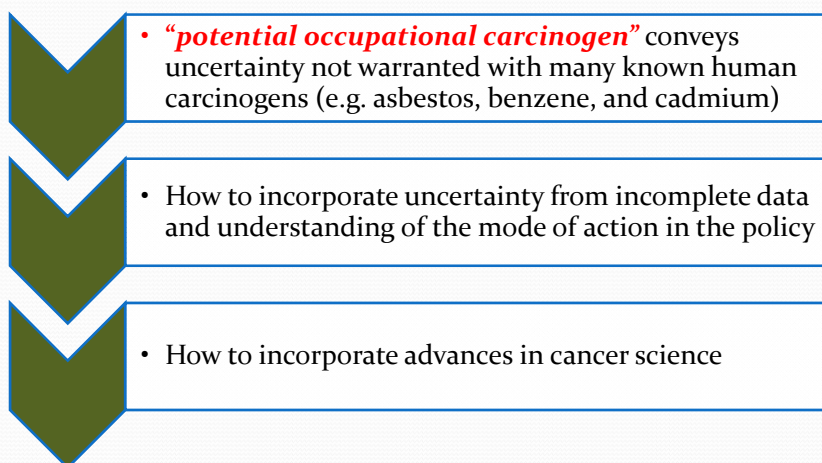 • “potential occupational carcinogen” conveys
uncertainty not warranted with many known human
carcinogens (e.g. asbestos, benzene, and cadmium)
• How to incorporate uncertainty from incomplete data
and understanding of the mode of action in the policy
• How to incorporate advances in cancer science